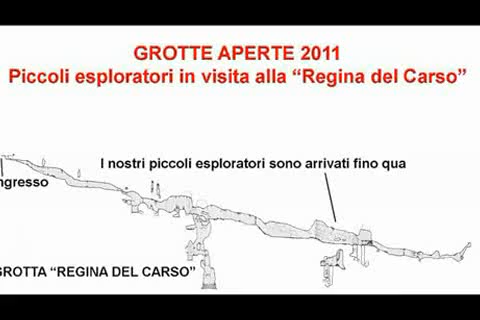 GROTTE APERTE 2011
Piccoli esploratori in visita alla “Regina del Carso”
I nostri piccoli esploratori sono arrivati fino qua
ngresso
GROTTA “REGINA DEL CARSO”